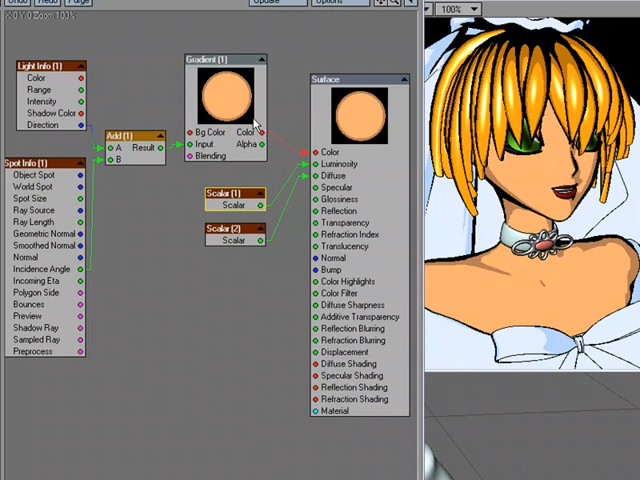 Undo Redo Purge Update Options 100%
X:0 Y:0 Zoom:100%
Light Info (1)
Color
Range
Intensity
Shadow Color
Direction
Spot Info (1)
Object Spot
World Spot
Spot Size
Ray Source
Ray Length
Geometric Normal
Smoothed Normal
Normal
Incidence Angle
Incoming Eta
Polygon Side
Bounces
Preview
Shadow Ray
Sampled Ray
Preprocess
Add (1)
A Result
B
Gradient (1)
Bg Color Color
Input Alpha
Blending
Scalar (1)
Scalar
Scalar (2)
Scalar
Surface
Color
Luminosity
Diffuse
Specular
Glossiness
Reflection
Transparency
Refraction Index
Translucency
Normal
Bump
Color Highlights
Color Filter
Diffuse Sharpness
Additive Transparency
Reflection Blurring
Refraction Blurring
Displacement
Diffuse Shading
Specular Shading
Reflection Shading
Refraction Shading
Material